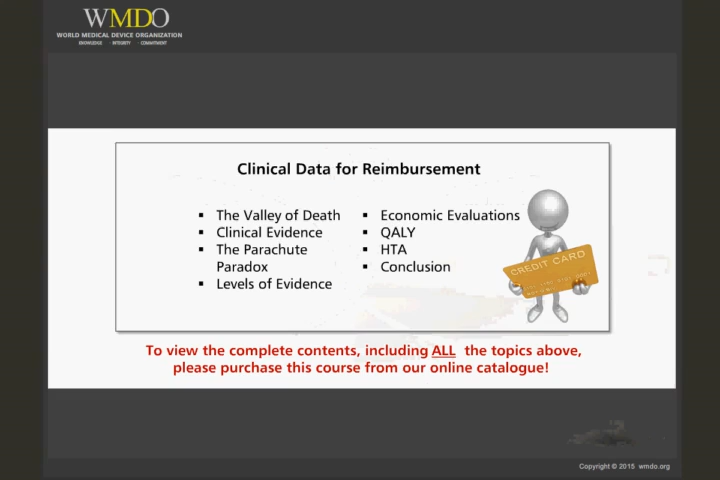 WMDO
WORLD MEDICAL DEVICE ORGANIZATION
KNOWLEDGE · INTEGRITY · COMMITMENT
Clinical Data for Reimbursement
▪ The Valley of Death
▪ Clinical Evidence
▪ The Parachute
Paradox
▪ Levels of Evidence
▪ Economic Evaluations
▪ QALY
▪ HTA
▪ Conclusion
CREDIT CARD
To view the complete contents, including ALL the topics above,
please purchase this course from our online catalogue!
Copyright © 2015 wmdo.org